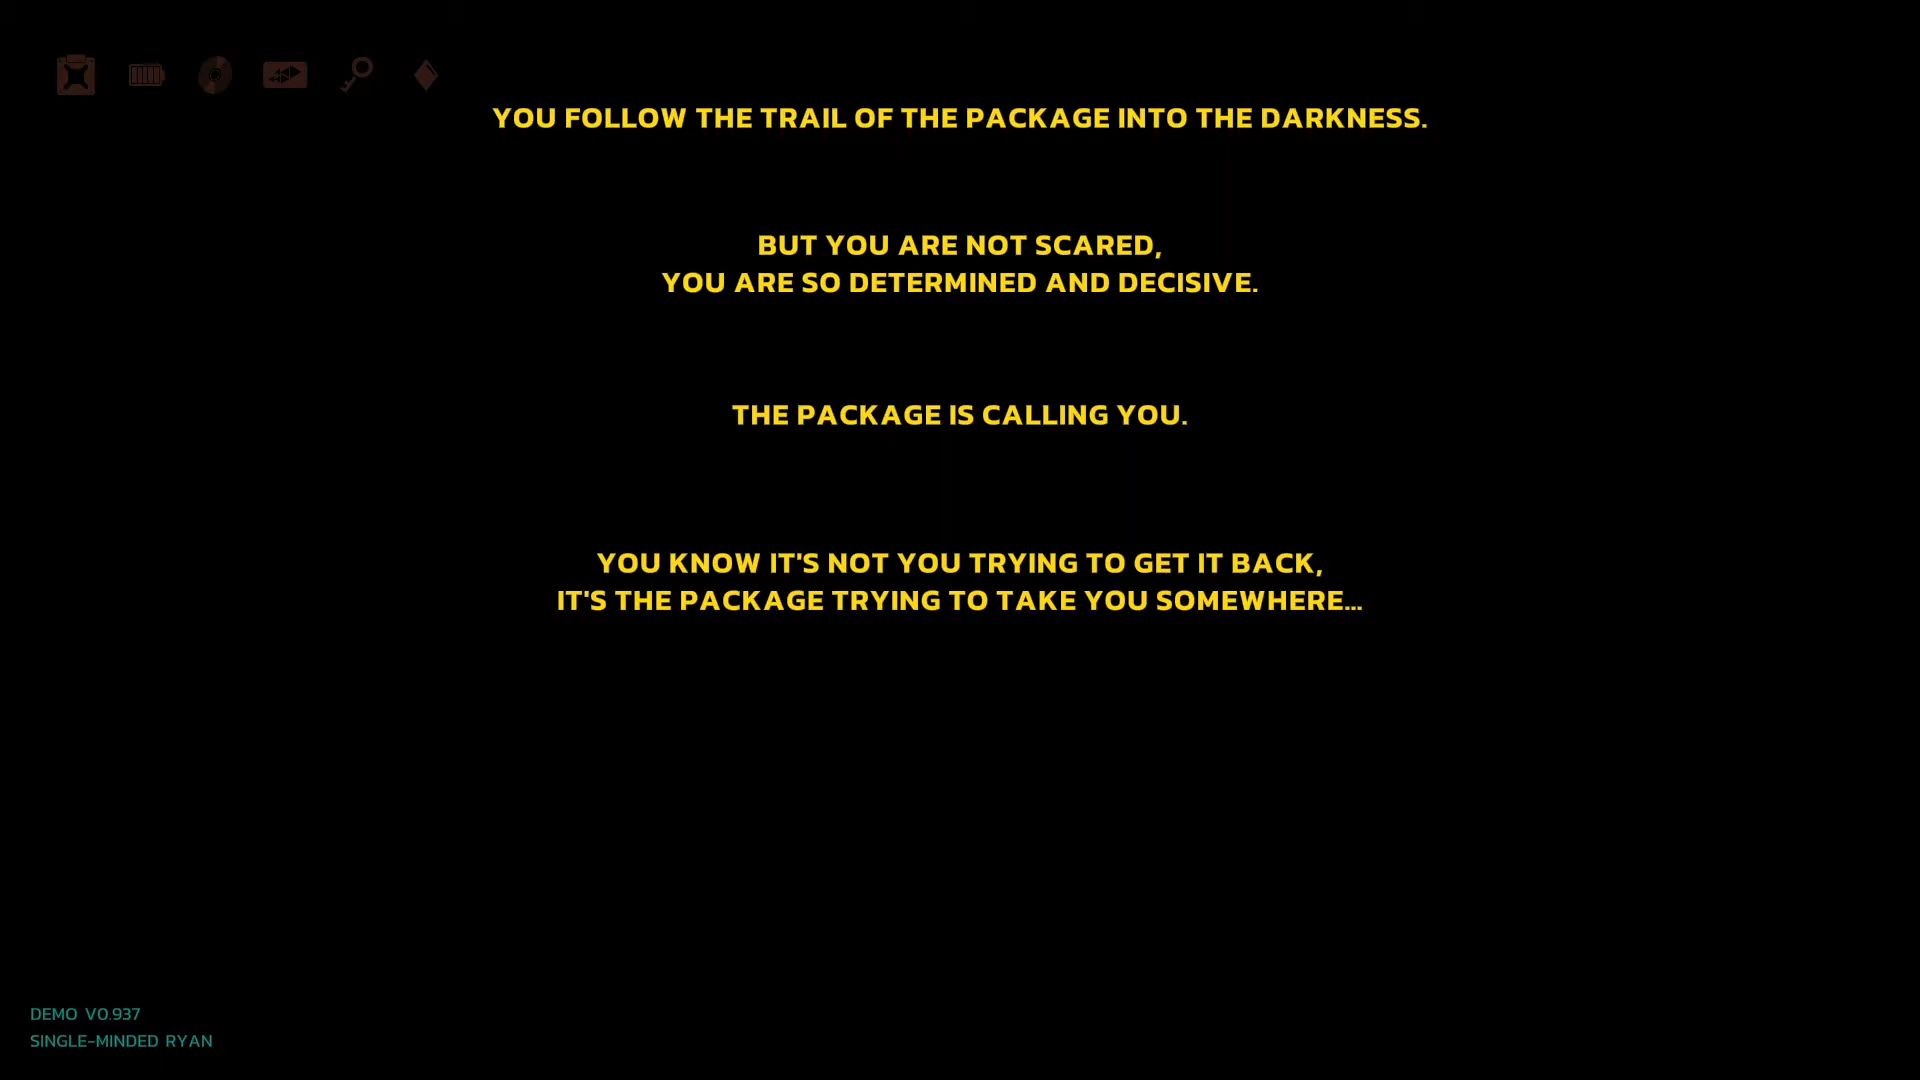 YOU FOLLOW THE TRAIL OF THE PACKAGE INTO THE DARKNESS.
BUT YOU ARE NOT SCARED,
YOU ARE SO DETERMINED AND DECISIVE.
THE PACKAGE IS CALLING YOU.
YOU KNOW IT'S NOT YOU TRYING TO GET IT BACK,
IT'S THE PACKAGE TRYING TO TAKE YOU SOMEWHERE...
DEMO V0.937
SINGLE-MINDED RYAN